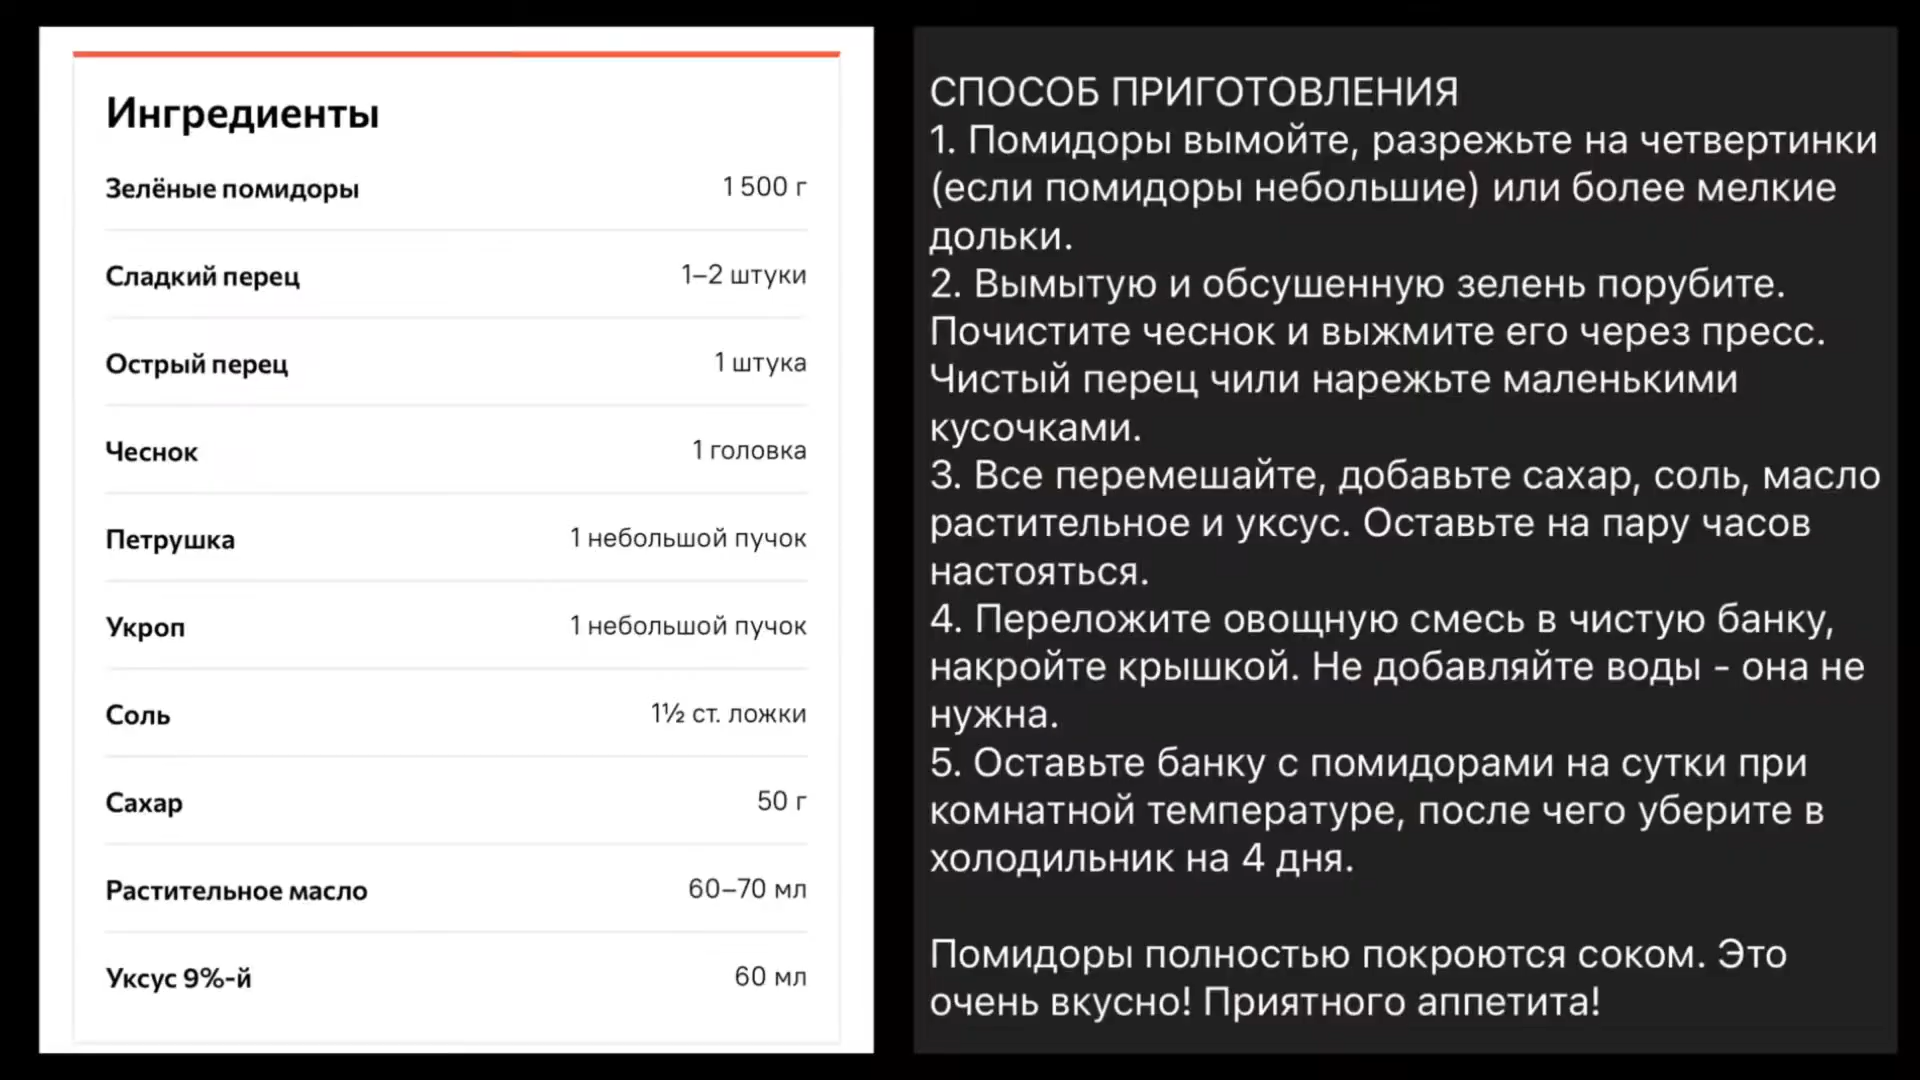 Ингредиенты
Зелёные помидоры 1 500 г
Сладкий перец 1–2 штуки
Острый перец 1 штука
Чеснок 1 головка
Петрушка 1 небольшой пучок
Укроп 1 небольшой пучок
Соль 1½ ст. ложки
Сахар 50 г
Растительное масло 60–70 мл
Уксус 9%-й 60 мл
СПОСОБ ПРИГОТОВЛЕНИЯ
1. Помидоры вымойте, разрежьте на четвертинки
(если помидоры небольшие) или более мелкие
дольки.
2. Вымытую и обсушенную зелень порубите.
Почистите чеснок и выжмите его через пресс.
Чистый перец чили нарежьте маленькими
кусочками.
3. Все перемешайте, добавьте сахар, соль, масло
растительное и уксус. Оставьте на пару часов
настояться.
4. Переложите овощную смесь в чистую банку,
накройте крышкой. Не добавляйте воды - она не
нужна.
5. Оставьте банку с помидорами на сутки при
комнатной температуре, после чего уберите в
холодильник на 4 дня.
Помидоры полностью покроются соком. Это
очень вкусно! Приятного аппетита!